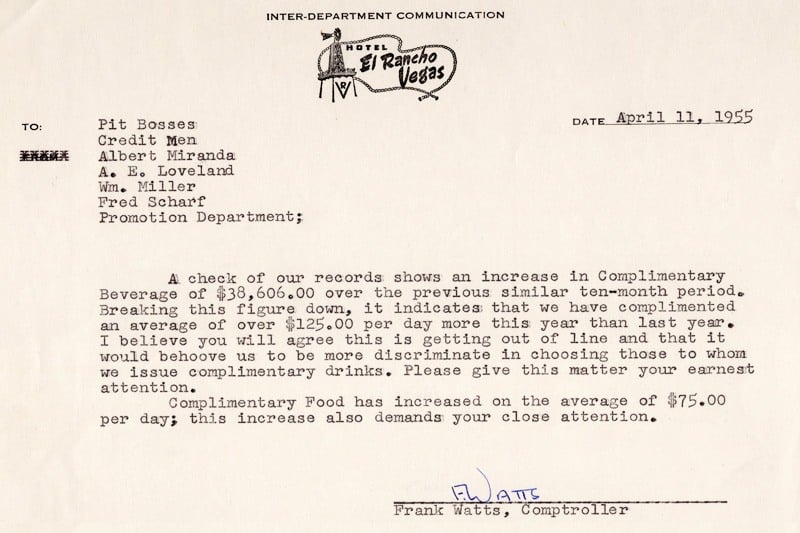 INTER-DEPARTMENT COMMUNICATION
HOTEL
El Rancho
Vegas
TO:
Pit Bosses
DATE April 11, 1955
Credit Men
Albert Miranda
A. E. Loveland
Wm. Miller
Fred Scharf
Promotion Department;
A check of our records shows an increase in Complimentary
Beverage of $38,606.00 over the previous similar ten-month period.
Breaking this figure down, it indicates that we have complimented
an average of over $125.00 per day more this year than last year.
I believe you will agree this is getting out of line and that it
would behoove us to be more discriminate in choosing those to whom
we issue complimentary drinks. Please give this matter your earnest
attention.
Complimentary Food has increased on the average of $75.00
per day; this increase also demands your close attention.
F. Watts
Frank Watts, Comptroller